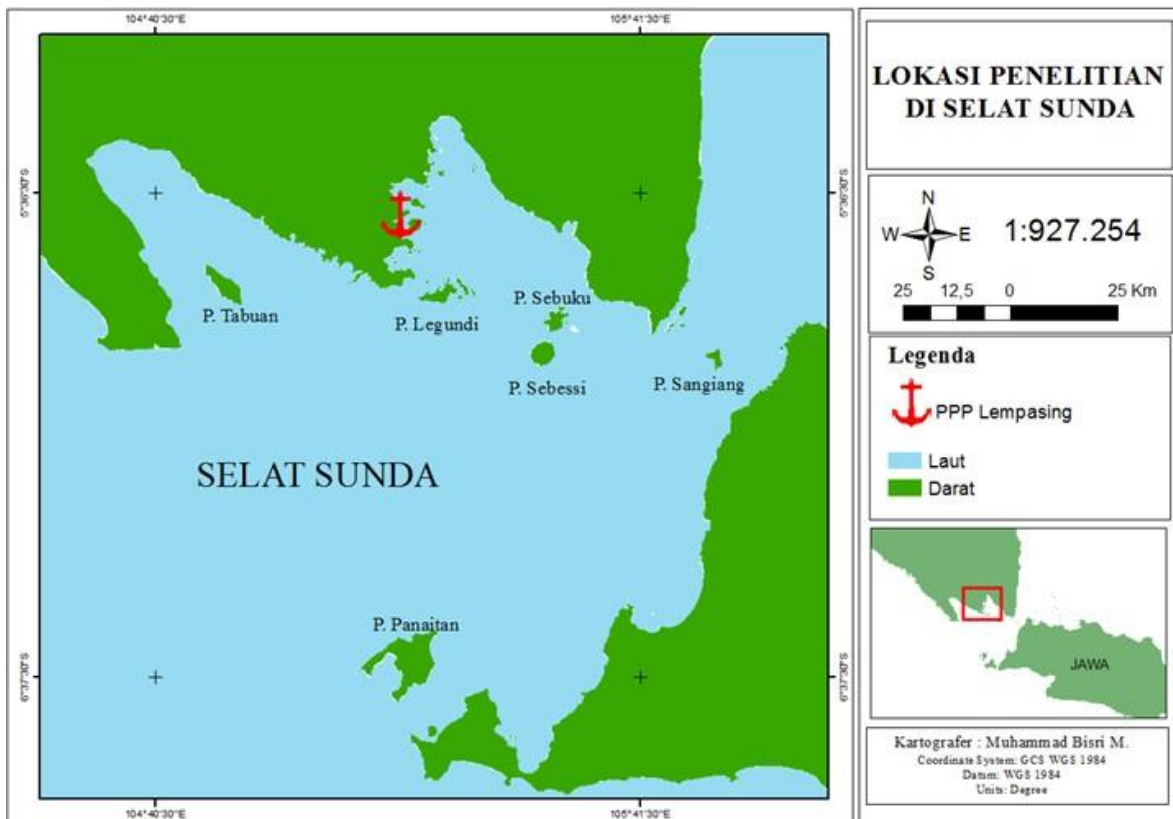 104°40'30"E
105°41'30"E
5°36'30"S
5°36'30"S
P. Tabuan
P. Legundi
P. Sebuku
P. Sebessi
P. Sangiang
SELAT SUNDA
P. Panaitan
6°37'30"S
6°37'30"S
104°40'30"E
105°41'30"E
LOKASI PENELITIAN
DI SELAT SUNDA
N
W E
S
1:927.254
25 12,5 0 25 Km
Legenda
PPP Lempasing
Laut
Darat
JAWA
Kartografer : Muhammad Bisri M.
Coordinate System: GCS WGS 1984
Datum: WGS 1984
Units: Degree